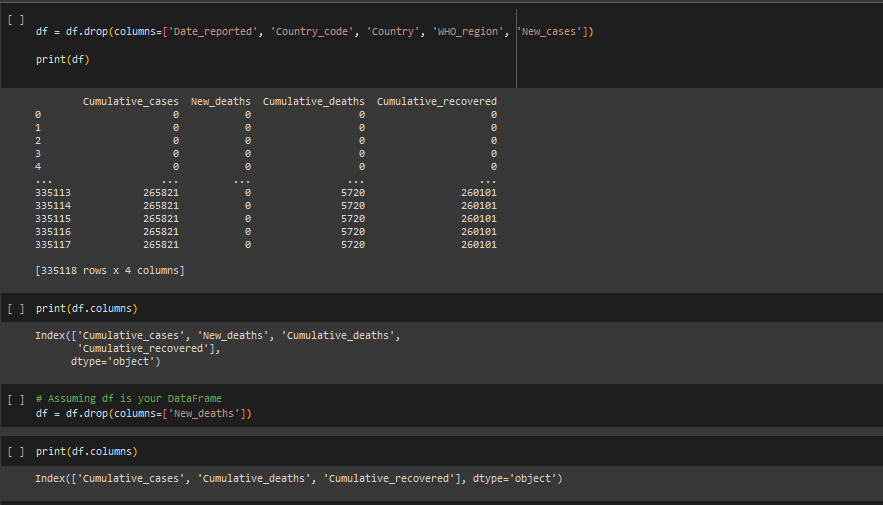 [ ]
df = df.drop(columns=['Date_reported', 'Country_code', 'Country', 'WHO_region', 'New_cases'])
print(df)
Cumulative_cases New_deaths Cumulative_deaths Cumulative_recovered
0 0 0 0 0
1 0 0 0 0
2 0 0 0 0
3 0 0 0 0
4 0 0 0 0
... ... ... ... ...
335113 265821 0 5720 260101
335114 265821 0 5720 260101
335115 265821 0 5720 260101
335116 265821 0 5720 260101
335117 265821 0 5720 260101
[335118 rows x 4 columns]
[ ] print(df.columns)
Index(['Cumulative_cases', 'New_deaths', 'Cumulative_deaths',
'Cumulative_recovered'],
dtype='object')
[ ] # Assuming df is your DataFrame
df = df.drop(columns=['New_deaths'])
[ ] print(df.columns)
Index(['Cumulative_cases', 'Cumulative_deaths', 'Cumulative_recovered'], dtype='object')